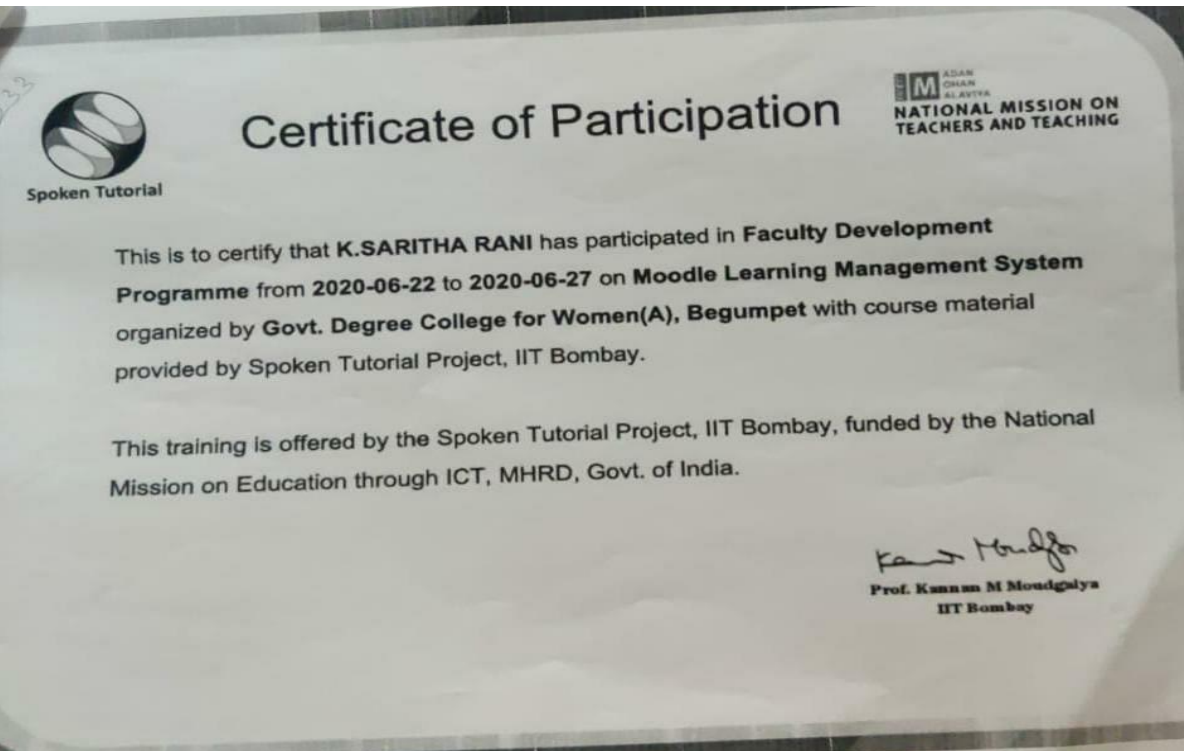 Spoken Tutorial
Certificate of Participation
M ADAN
OHAN
ALAVIYA
NATIONAL MISSION ON
TEACHERS AND TEACHING
This is to certify that K.SARITHA RANI has participated in Faculty Development
Programme from 2020-06-22 to 2020-06-27 on Moodle Learning Management System
organized by Govt. Degree College for Women(A), Begumpet with course material
provided by Spoken Tutorial Project, IIT Bombay.
This training is offered by the Spoken Tutorial Project, IIT Bombay, funded by the National
Mission on Education through ICT, MHRD, Govt. of India.
Prof. Kannan M Moudgalya
IIT Bombay